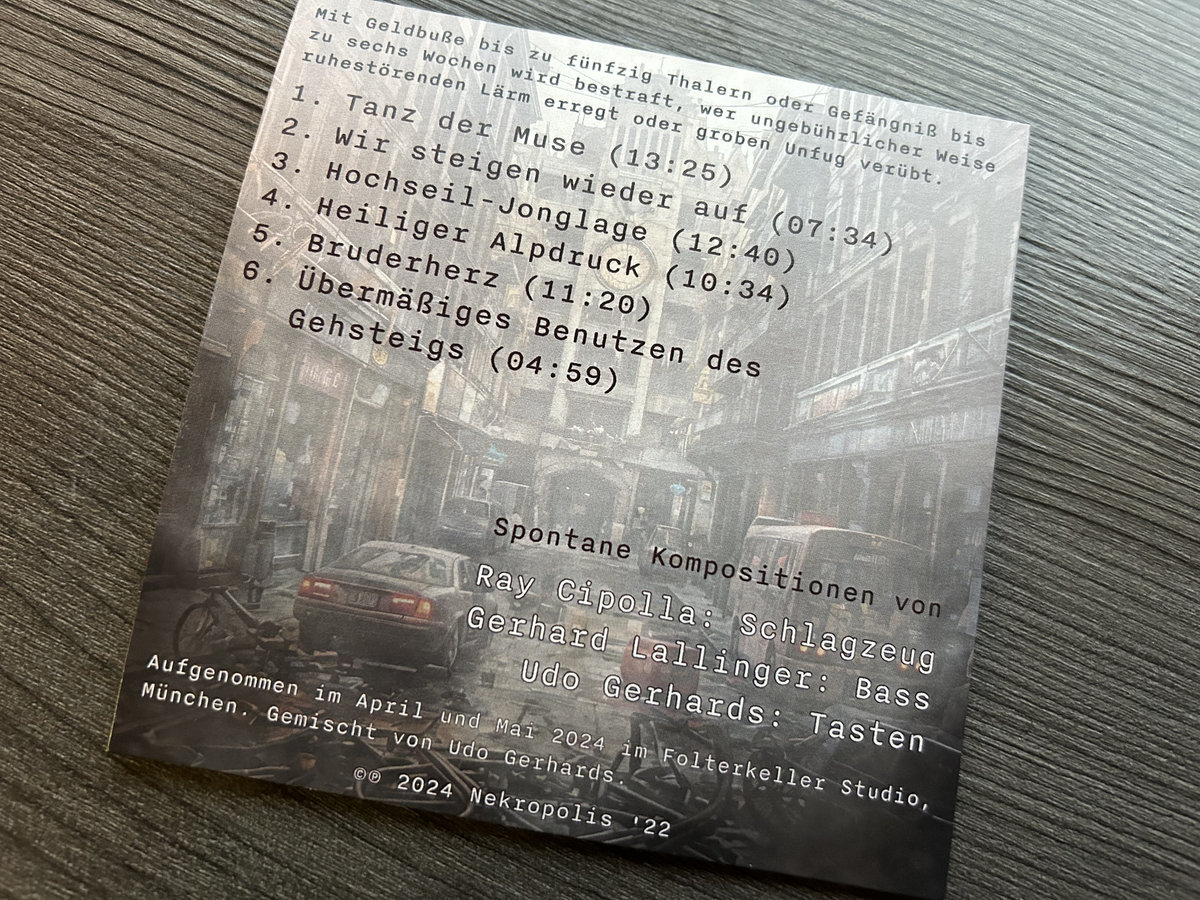 Mit Geldbuße bis zu fünfzig Thalern oder Gefängniß bis
zu sechs Wochen wird bestraft, wer ungebührlicher Weise
ruhestörenden Lärm erregt oder groben Unfug verübt.
1. Tanz der Muse (13:25)
2. Wir steigen wieder auf (07:34)
3. Hochseil-Jonglage (12:40)
4. Heiliger Alpdruck (10:34)
5. Bruderherz (11:20)
6. Übermäßiges Benutzen des
Gehsteigs (04:59)
Spontane Kompositionen von
Ray Cipolla: Schlagzeug
Gerhard Lallinger: Bass
Udo Gerhards: Tasten
Aufgenommen im April und Mai 2024 im Folterkeller Studio,
München. Gemischt von Udo Gerhards.
©℗ 2024 Nekropolis '22